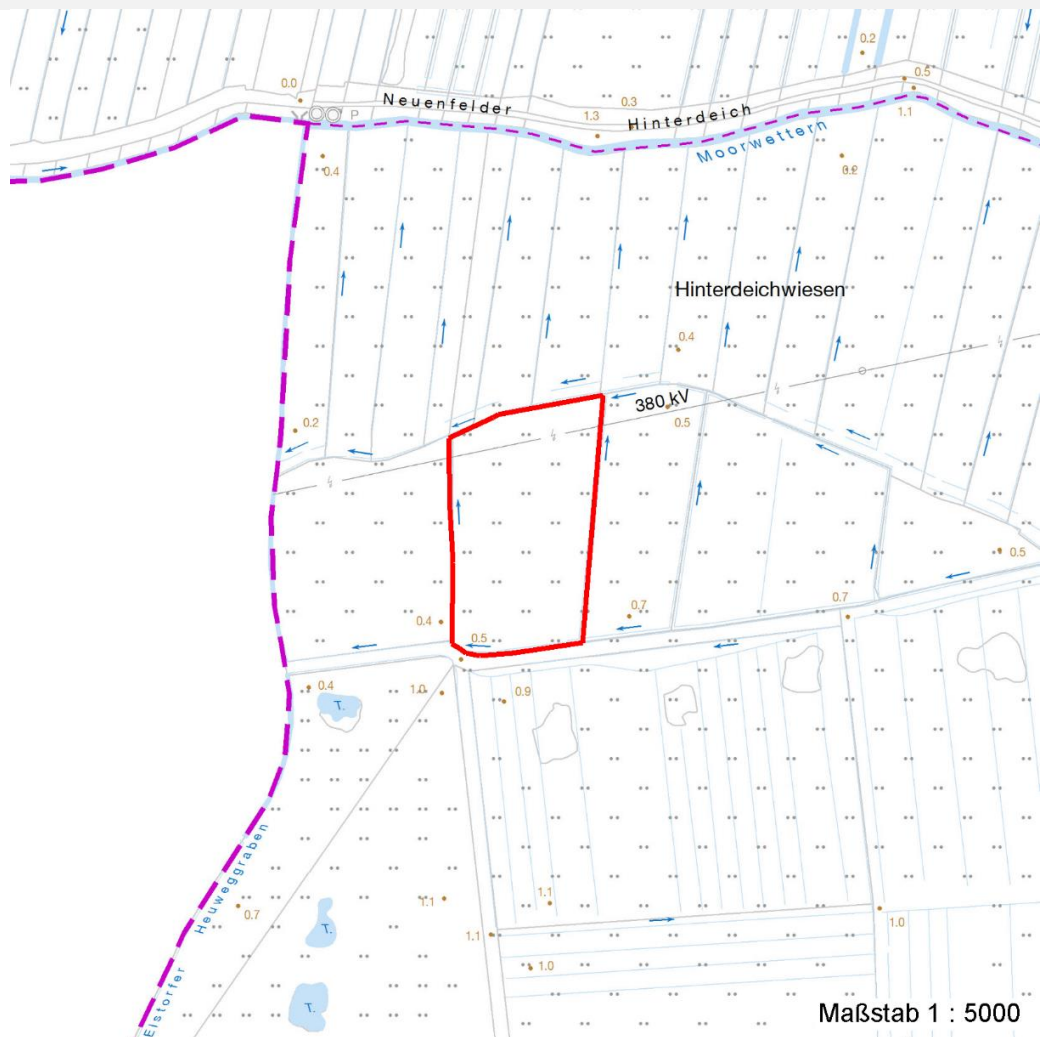 0.2
0.5
0.0
Neuenfelder
0.3
1.3
Hinterdeich
1.1
P
Moorwettern
0.4
0.2
Hinterdeichwiesen
0.4
380 kV
0.2
0.5
0.5
0.7
0.7
0.4
0.5
0.4
1.0
0.9
T.
Heuweggraben
0.7
1.1
1.1
T.
1.1
1.0
1.0
T.
Elstorfer
Maßstab 1 : 5000